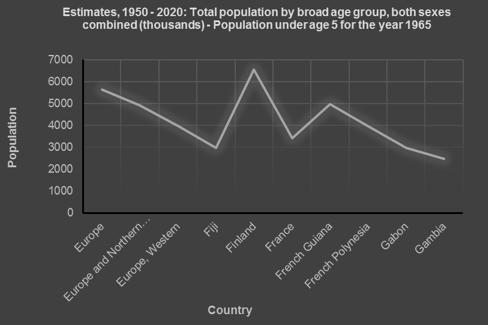 Estimates, 1950 - 2020: Total population by broad age group, both sexes
combined (thousands) - Population under age 5 for the year 1965
Population
7000
6000
5000
4000
3000
2000
1000
0
Europe
Europe and Northern…
Europe, Western
Fiji
Finland
France
French Guiana
French Polynesia
Gabon
Gambia
Country